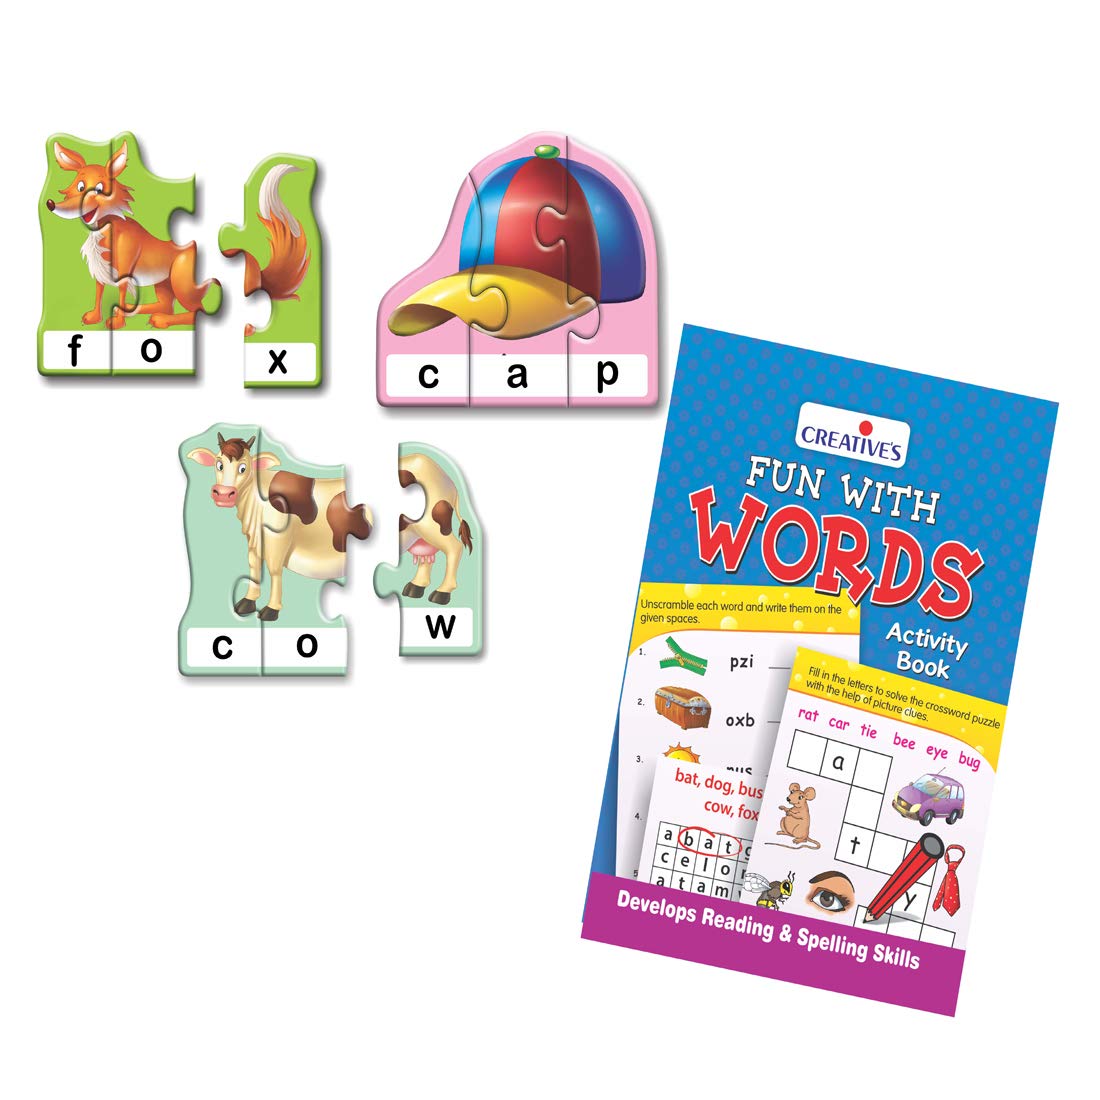 f o x
c a p
c o w
CREATIVE'S
FUN WITH
WORDS
Activity
Book
Unscramble each word and write them on the
given spaces.
1. pzi
2. oxb
3.
4.
Fill in the letters to solve the crossword puzzle
with the help of picture clues.
rat car tie bee eye bug
a
t
y
bat, dog, bus
cow, fox
a b a t g
c e l o r
a t a m
Develops Reading & Spelling Skills